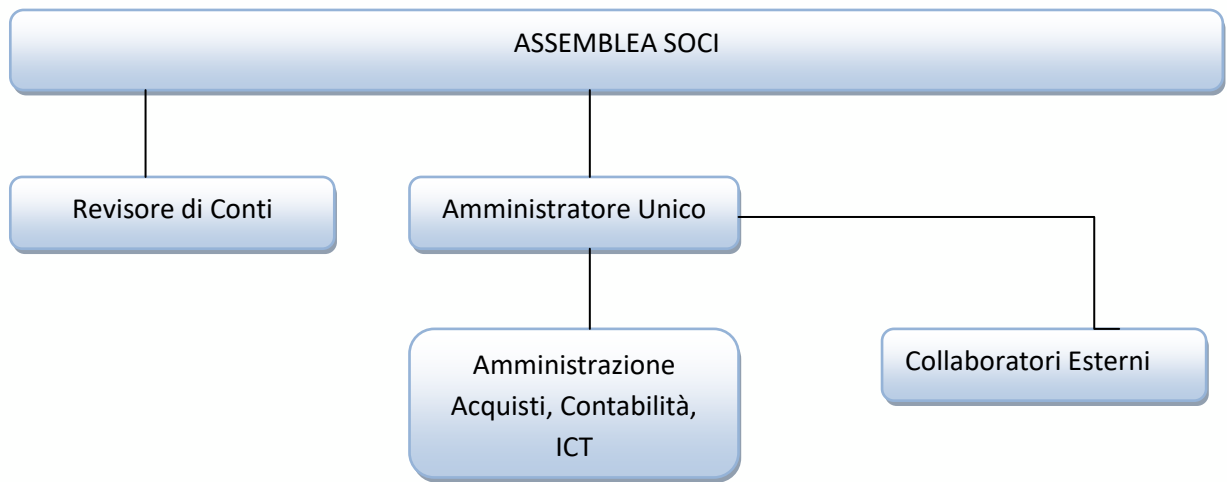 ASSEMBLEA SOCI
Revisore di Conti
Amministratore Unico
Amministrazione
Acquisti, Contabilità,
ICT
Collaboratori Esterni